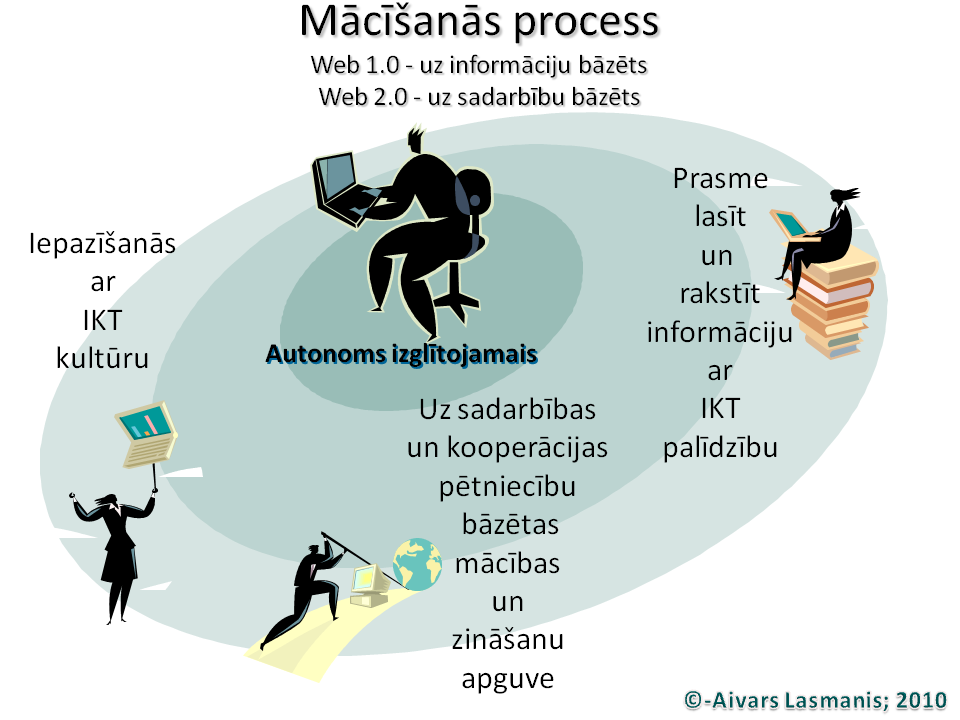 Mācīšanās process
Web 1.0 - uz informāciju bāzēts
Web 2.0 - uz sadarbību bāzēts
Iepazīšanās
ar
IKT
kultūru
Autonoms izglītojamais
Prasme
lasīt
un
rakstīt
informāciju
ar
IKT
palīdzību
Uz sadarbības
un kooperācijas
pētniecību
bāzētas
mācības
un
zināšanu
apguve
©-Aivars Lasmanis; 2010